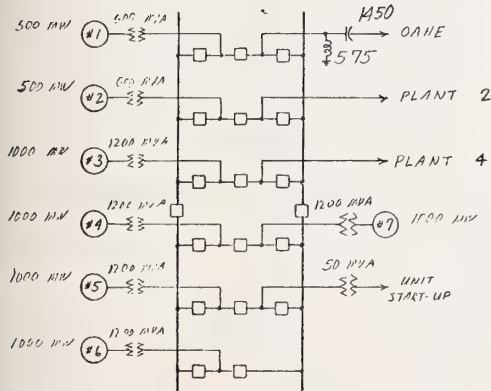 1450
500 MW #1 600 MVA OAHE
575
500 MW #2 600 MVA PLANT 2
1000 MW #3 1200 MVA PLANT 4
1000 MW #4 1200 MVA 1200 MVA #7 1000 MW
1000 MW #5 1200 MVA 50 MVA UNIT START-UP
1000 MW #6 1200 MVA